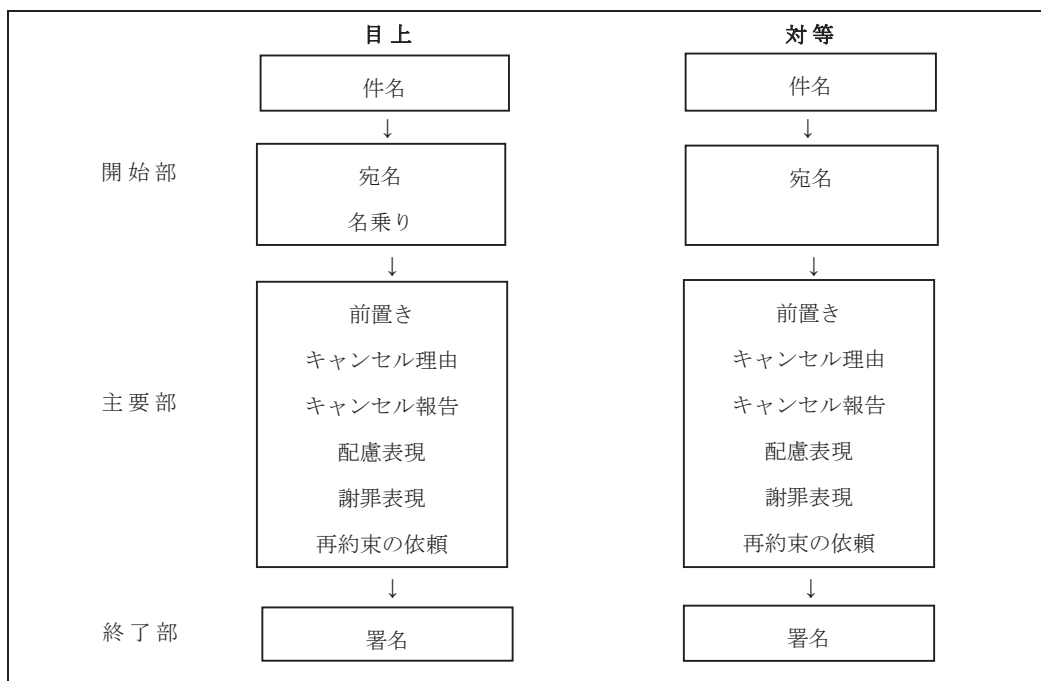 目上
対等
件名
件名
↓
↓
開始部
宛名
名乗り
宛名
↓
↓
主要部
前置き
キャンセル理由
キャンセル報告
配慮表現
謝罪表現
再約束の依頼
前置き
キャンセル理由
キャンセル報告
配慮表現
謝罪表現
再約束の依頼
↓
↓
終了部
署名
署名